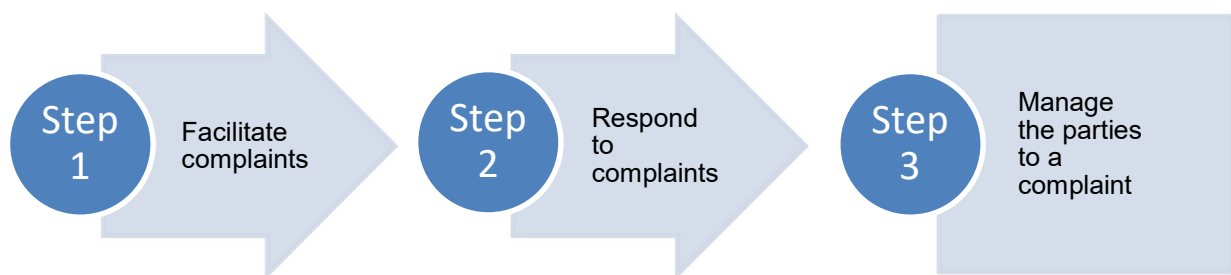 Step
1
Facilitate
complaints
Step
2
Respond
to
complaints
Step
3
Manage
the parties
to a
complaint